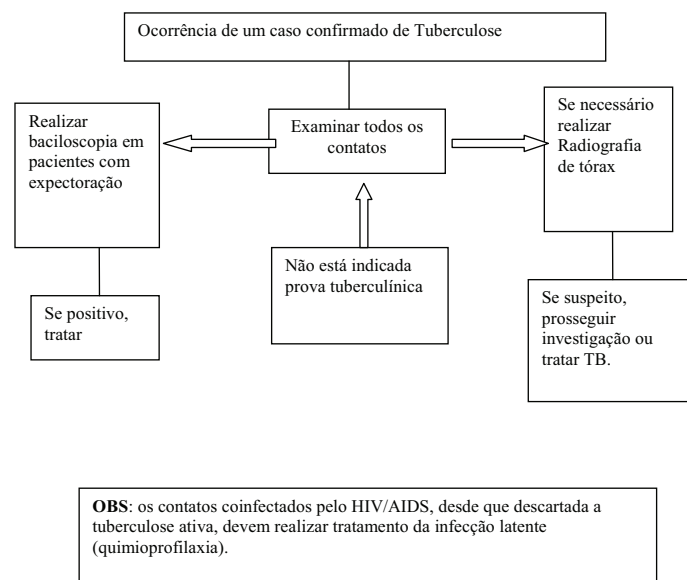 Ocorrência de um caso confirmado de Tuberculose
Realizar
baciloscopia em
pacientes com
expectoração
Examinar todos os
contatos
Se necessário
realizar
Radiografia
de tórax
Não está indicada
prova tuberculínica
Se positivo,
tratar
Se suspeito,
prosseguir
investigação ou
tratar TB.
OBS: os contatos coinfectados pelo HIV/AIDS, desde que descartada a
tuberculose ativa, devem realizar tratamento da infecção latente
(quimioprofilaxia).